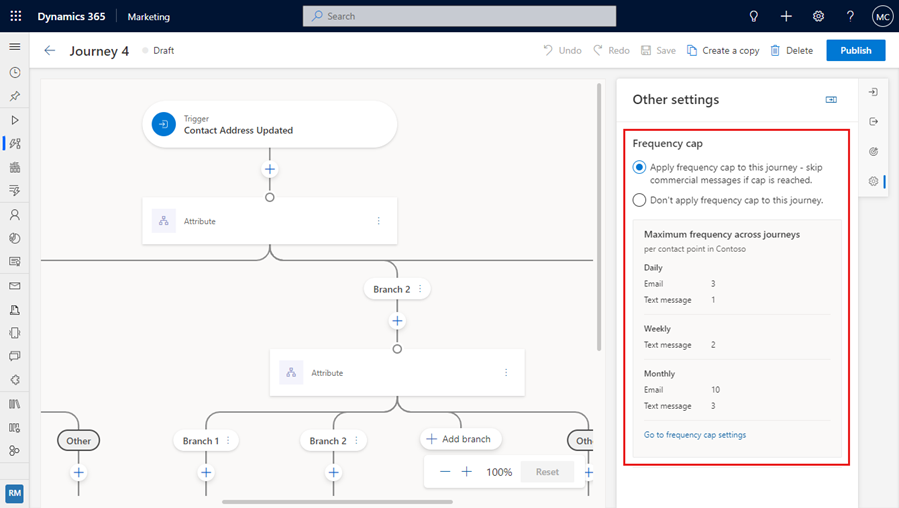 Dynamics 365 Marketing Search MC
Journey 4 Draft Undo Redo Save Create a copy Delete Publish
Trigger
Contact Address Updated
Attribute
Branch 2
Attribute
Other Branch 1 Branch 2 Add branch Othe
100% Reset
RM
Other settings
Frequency cap
Apply frequency cap to this journey - skip
commercial messages if cap is reached.
Don't apply frequency cap to this journey.
Maximum frequency across journeys
per contact point in Contoso
Daily
Email 3
Text message 1
Weekly
Text message 2
Monthly
Email 10
Text message 3
Go to frequency cap settings